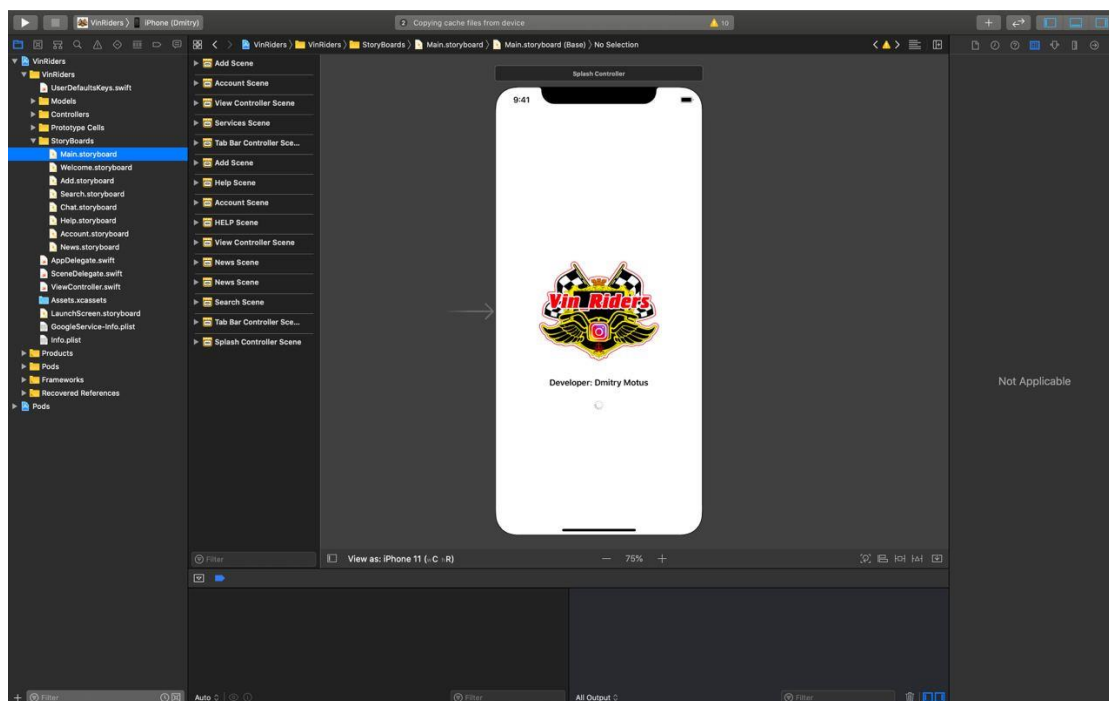 VinRiders 〉 iPhone (Dmitry)
2 Copying cache files from device
10
VinRiders 〉 VinRiders 〉 StoryBoards 〉 Main.storyboard 〉 Main.storyboard (Base) 〉 No Selection
VinRiders
VinRiders
UserDefaultsKeys.swift
Models
Controllers
Prototype Cells
StoryBoards
Main.storyboard
Welcome.storyboard
Add.storyboard
Search.storyboard
Chat.storyboard
Help.storyboard
Account.storyboard
News.storyboard
AppDelegate.swift
SceneDelegate.swift
ViewController.swift
Assets.xcassets
LaunchScreen.storyboard
GoogleService-Info.plist
Info.plist
Products
Pods
Frameworks
Recovered References
Pods
Filter
Add Scene
Account Scene
View Controller Scene
Services Scene
Tab Bar Controller Sce...
Add Scene
Help Scene
Account Scene
HELP Scene
View Controller Scene
News Scene
News Scene
Search Scene
Tab Bar Controller Sce...
Splash Controller Scene
Filter
Splash Controller
9:41
Vin Riders
Developer: Dmitry Motus
View as: iPhone 11 (wC hR)
75%
Not Applicable
Auto
Filter
All Output
Filter